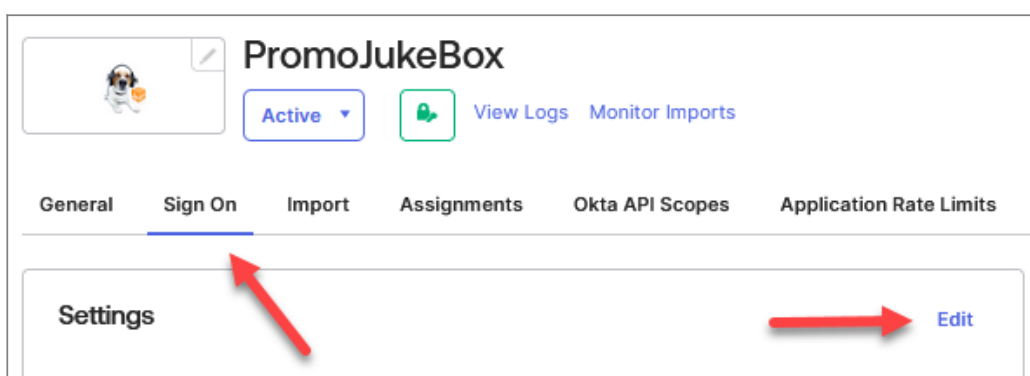 PromoJukeBox
Active View Logs Monitor Imports
General Sign On Import Assignments Okta API Scopes Application Rate Limits
Settings Edit